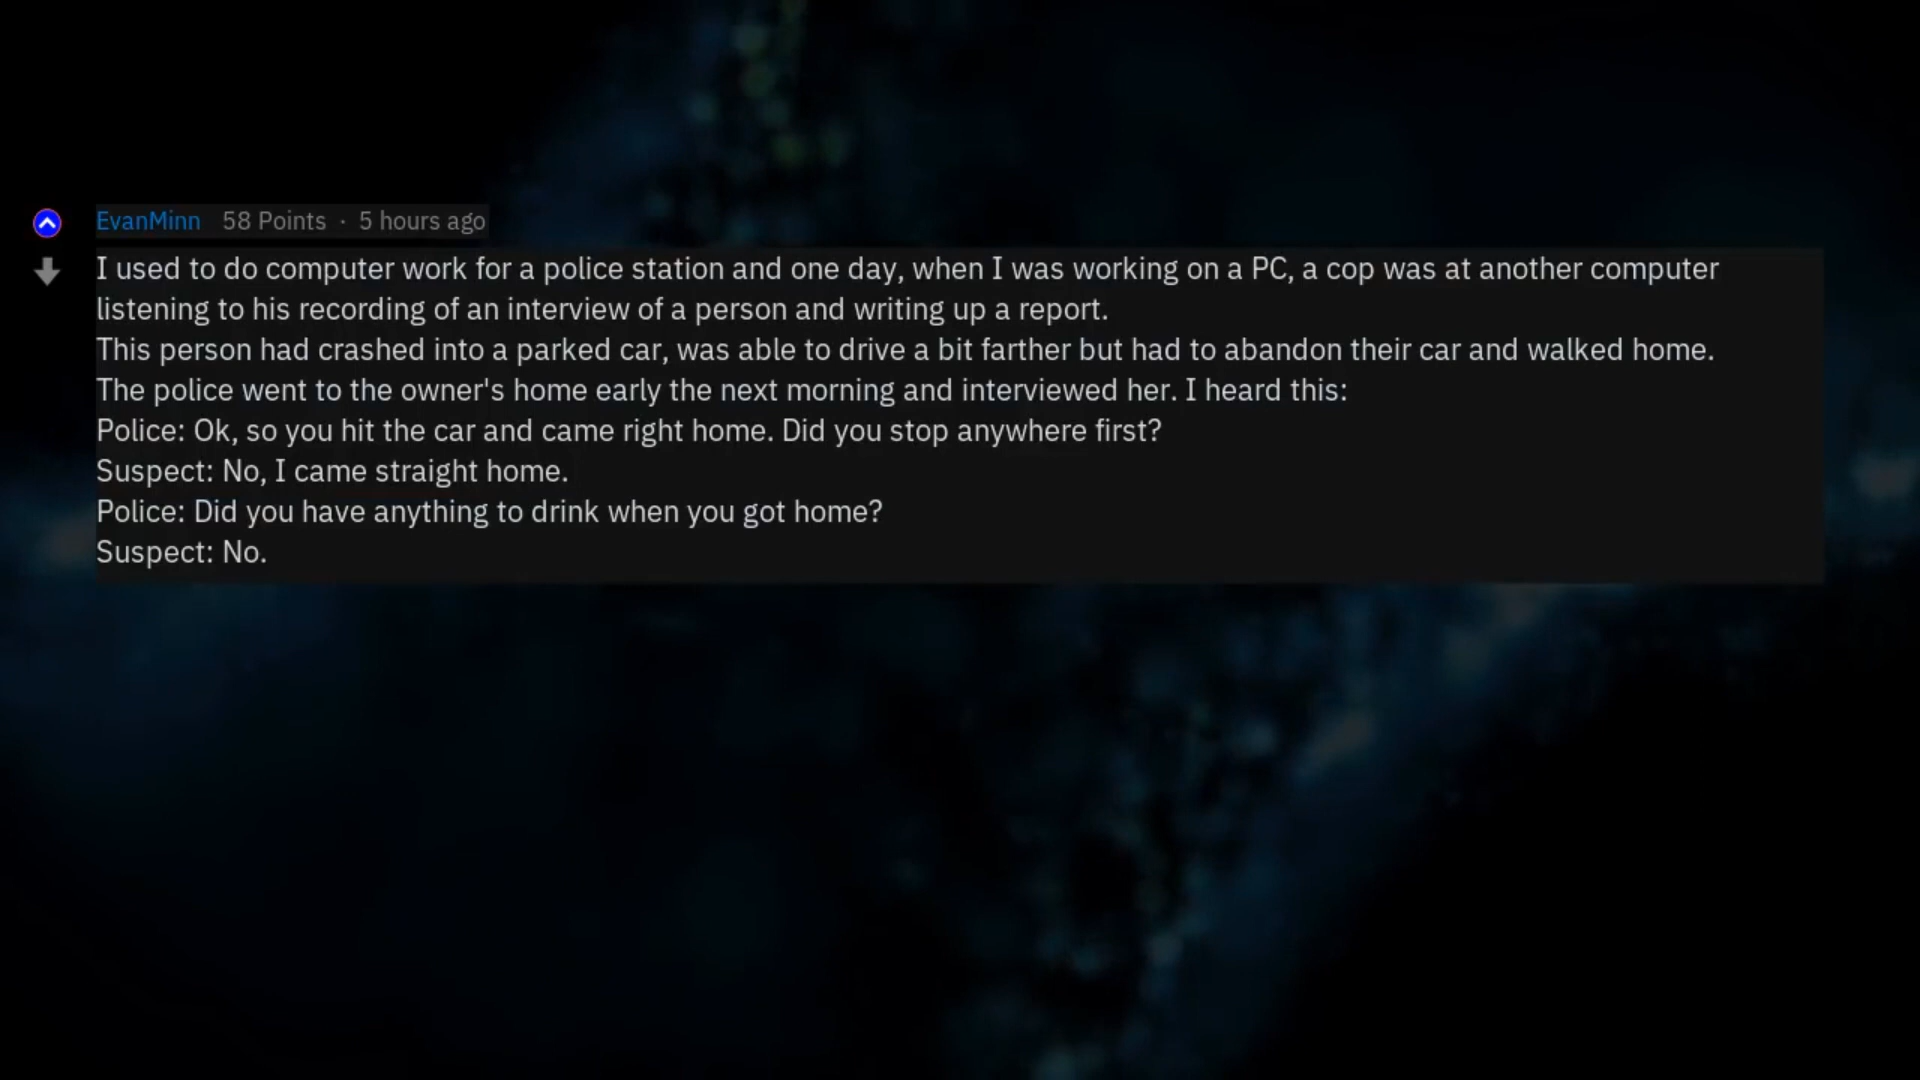 EvanMinn 58 Points · 5 hours ago
I used to do computer work for a police station and one day, when I was working on a PC, a cop was at another computer
listening to his recording of an interview of a person and writing up a report.
This person had crashed into a parked car, was able to drive a bit farther but had to abandon their car and walked home.
The police went to the owner's home early the next morning and interviewed her. I heard this:
Police: Ok, so you hit the car and came right home. Did you stop anywhere first?
Suspect: No, I came straight home.
Police: Did you have anything to drink when you got home?
Suspect: No.